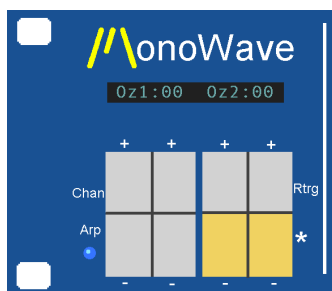 MonoWave
Oz1:00 Oz2:00
+ + + +
Chan Rtrg
Arp *
- - - -